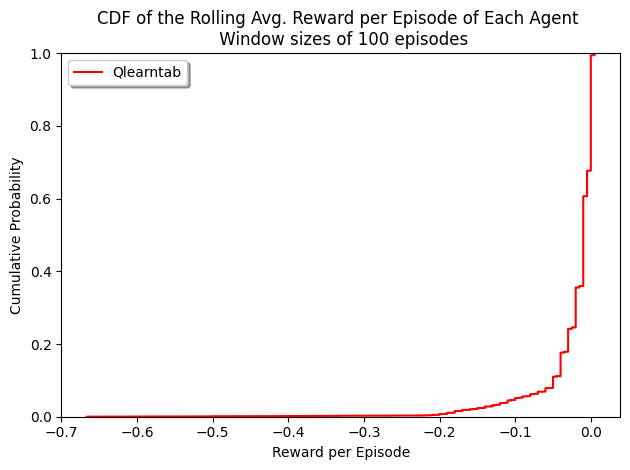 CDF of the Rolling Avg. Reward per Episode of Each Agent
Window sizes of 100 episodes
Qlearntab
1.0
0.8
0.6
0.4
0.2
0.0
Cumulative Probability
−0.7 −0.6 −0.5 −0.4 −0.3 −0.2 −0.1 0.0
Reward per Episode